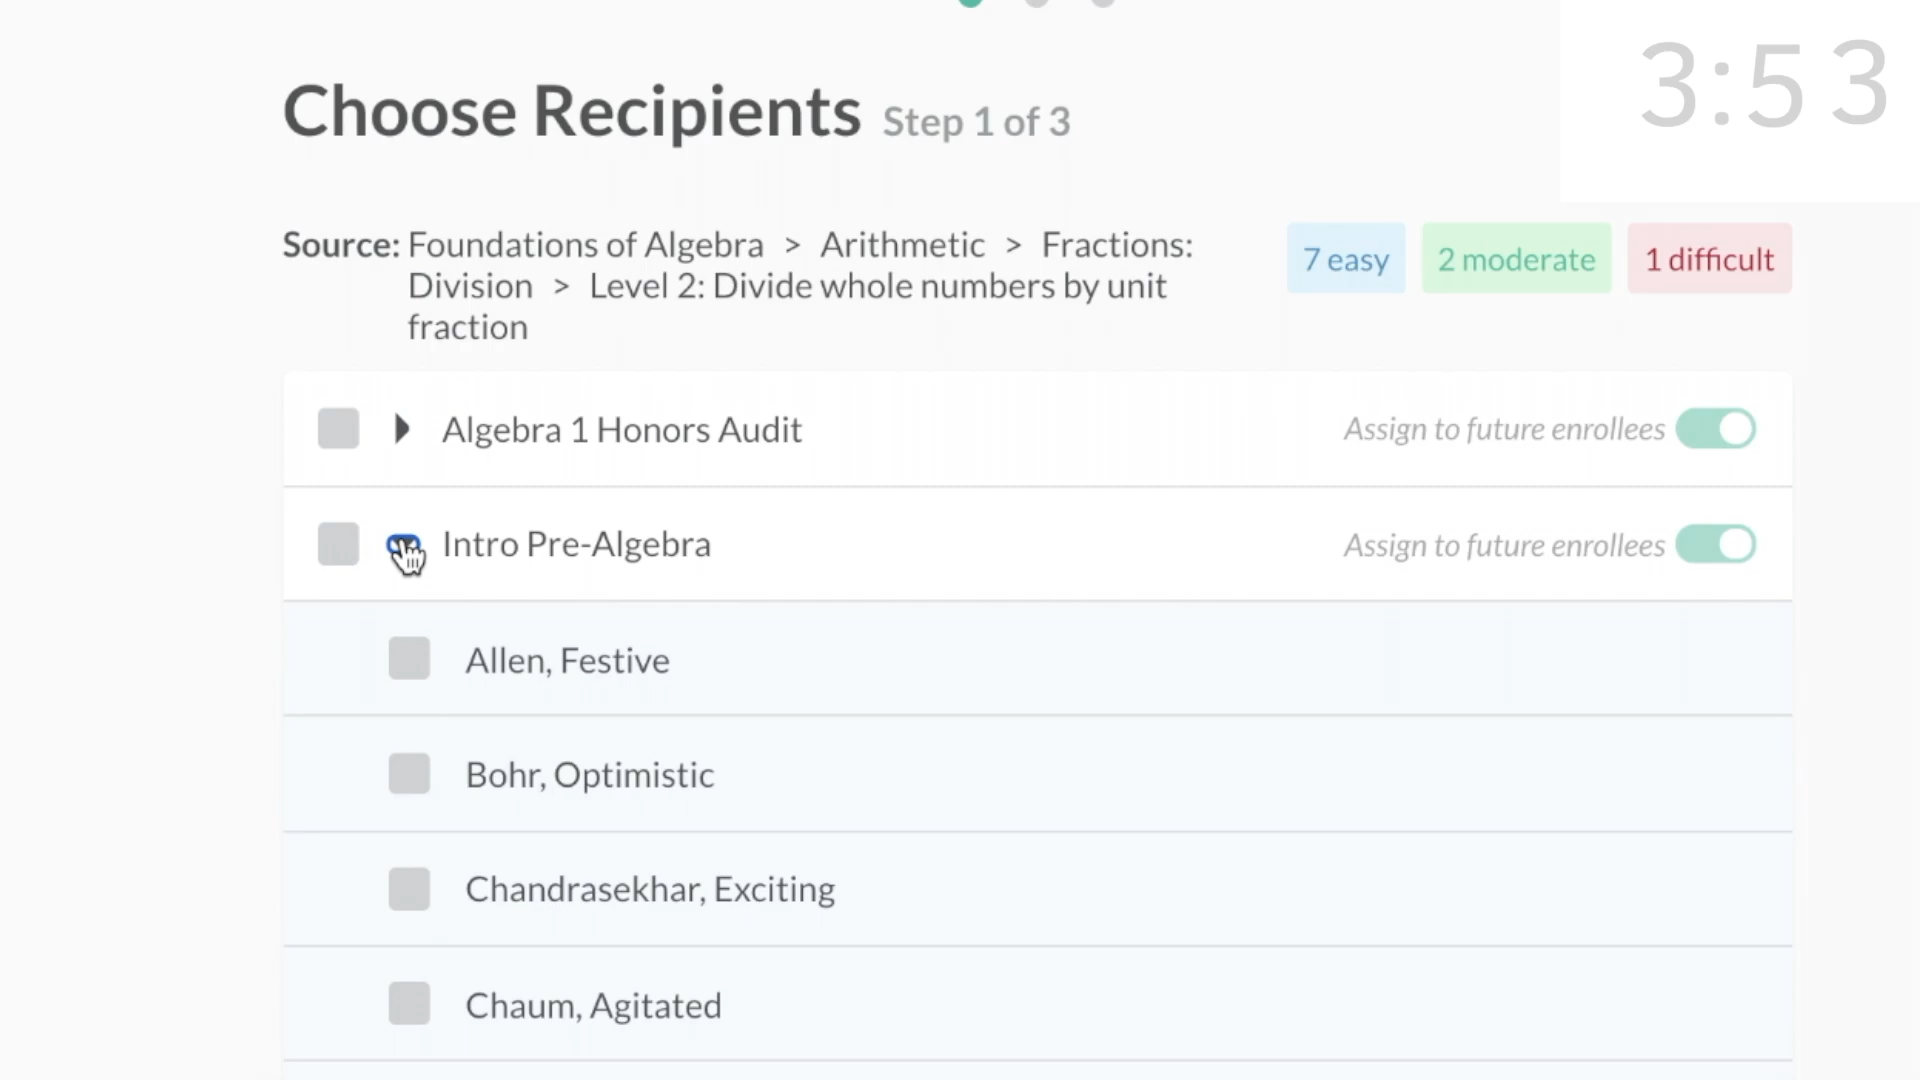 3:53
Choose Recipients Step 1 of 3
Source: Foundations of Algebra > Arithmetic > Fractions:
Division > Level 2: Divide whole numbers by unit
fraction
7 easy 2 moderate 1 difficult
Algebra 1 Honors Audit Assign to future enrollees
Intro Pre-Algebra Assign to future enrollees
Allen, Festive
Bohr, Optimistic
Chandrasekhar, Exciting
Chaum, Agitated